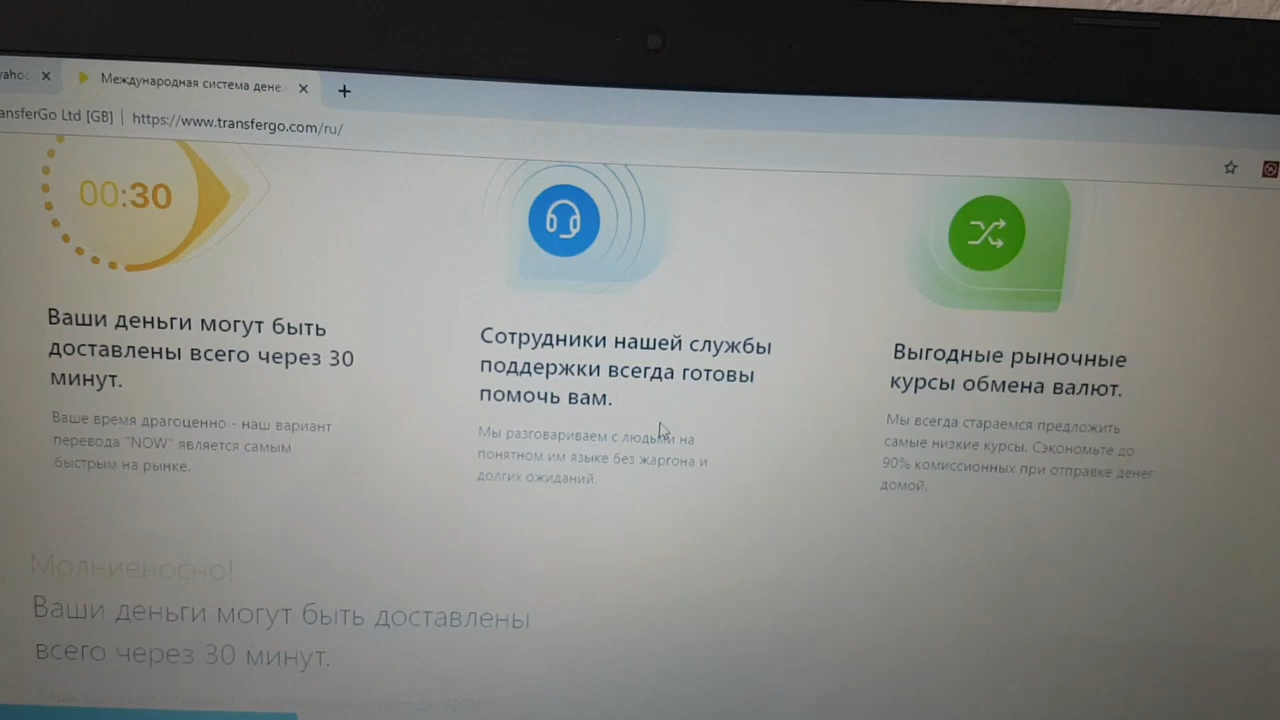 yahoo
Международная система дене
ansferGo Ltd [GB] | https://www.transfergo.com/ru/
00:30
Ваши деньги могут быть
доставлены всего через 30
минут.
Ваше время драгоценно - наш вариант
перевода "NOW" является самым
быстрым на рынке.
Сотрудники нашей службы
поддержки всегда готовы
помочь вам.
Мы разговариваем с людьми на
понятном им языке без жаргона и
долгих ожиданий.
Выгодные рыночные
курсы обмена валют.
Мы всегда стараемся предложить
самые низкие курсы. Сэкономьте до
90% комиссионных при отправке денег
домой.
Молниеносно!
Ваши деньги могут быть доставлены
всего через 30 минут.